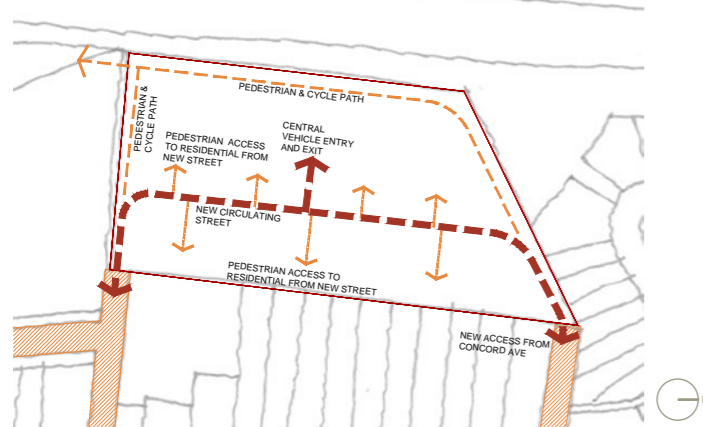 PEDESTRIAN & CYCLE PATH
PEDESTRIAN &
CYCLE PATH
PEDESTRIAN ACCESS
TO RESIDENTIAL FROM
NEW STREET
CENTRAL
VEHICLE ENTRY
AND EXIT
NEW CIRCULATING
STREET
PEDESTRIAN ACCESS TO
RESIDENTIAL FROM NEW STREET
NEW ACCESS FROM
CONCORD AVE